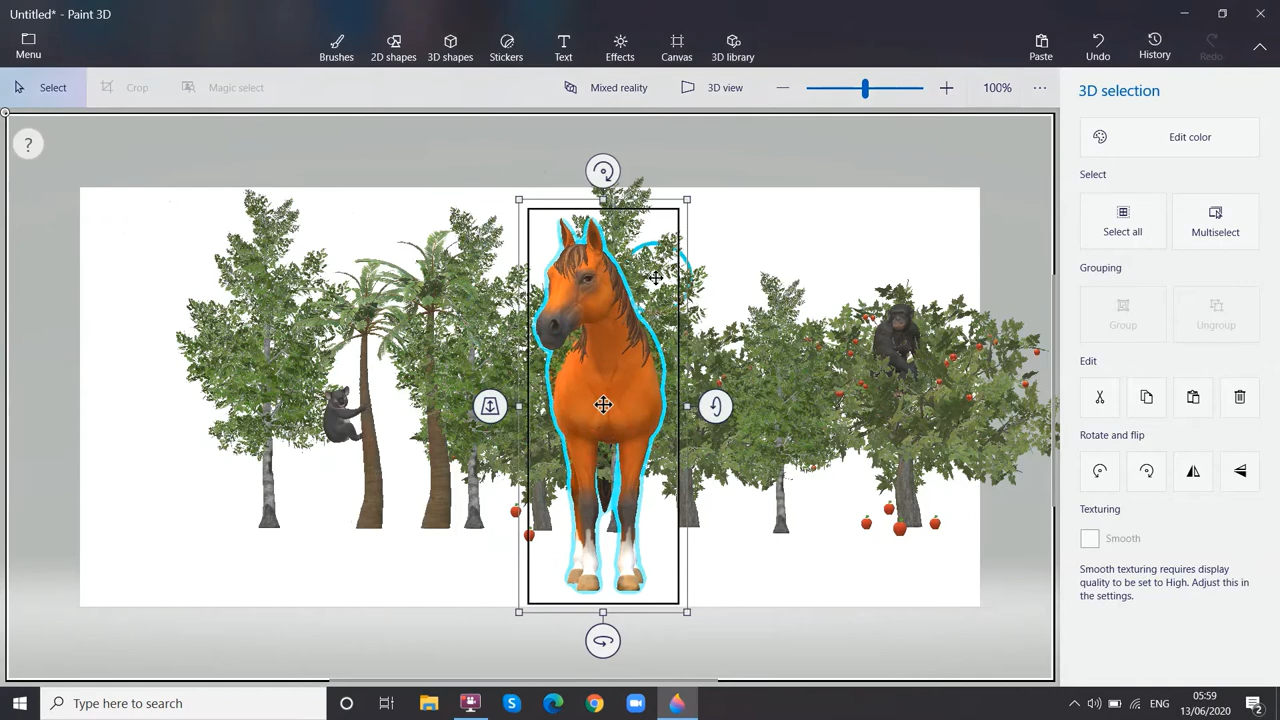 Untitled* - Paint 3D
Menu
Brushes
2D shapes
3D shapes
Stickers
Text
Effects
Canvas
3D library
Paste
Undo
History
Redo
Select
Crop
Magic select
Mixed reality
3D view
100%
?
3D selection
Edit color
Select
Select all
Multiselect
Grouping
Group
Ungroup
Edit
Rotate and flip
Texturing
Smooth
Smooth texturing requires display
quality to be set to High. Adjust this in
the settings.
Type here to search
ENG
05:59
13/06/2020
2